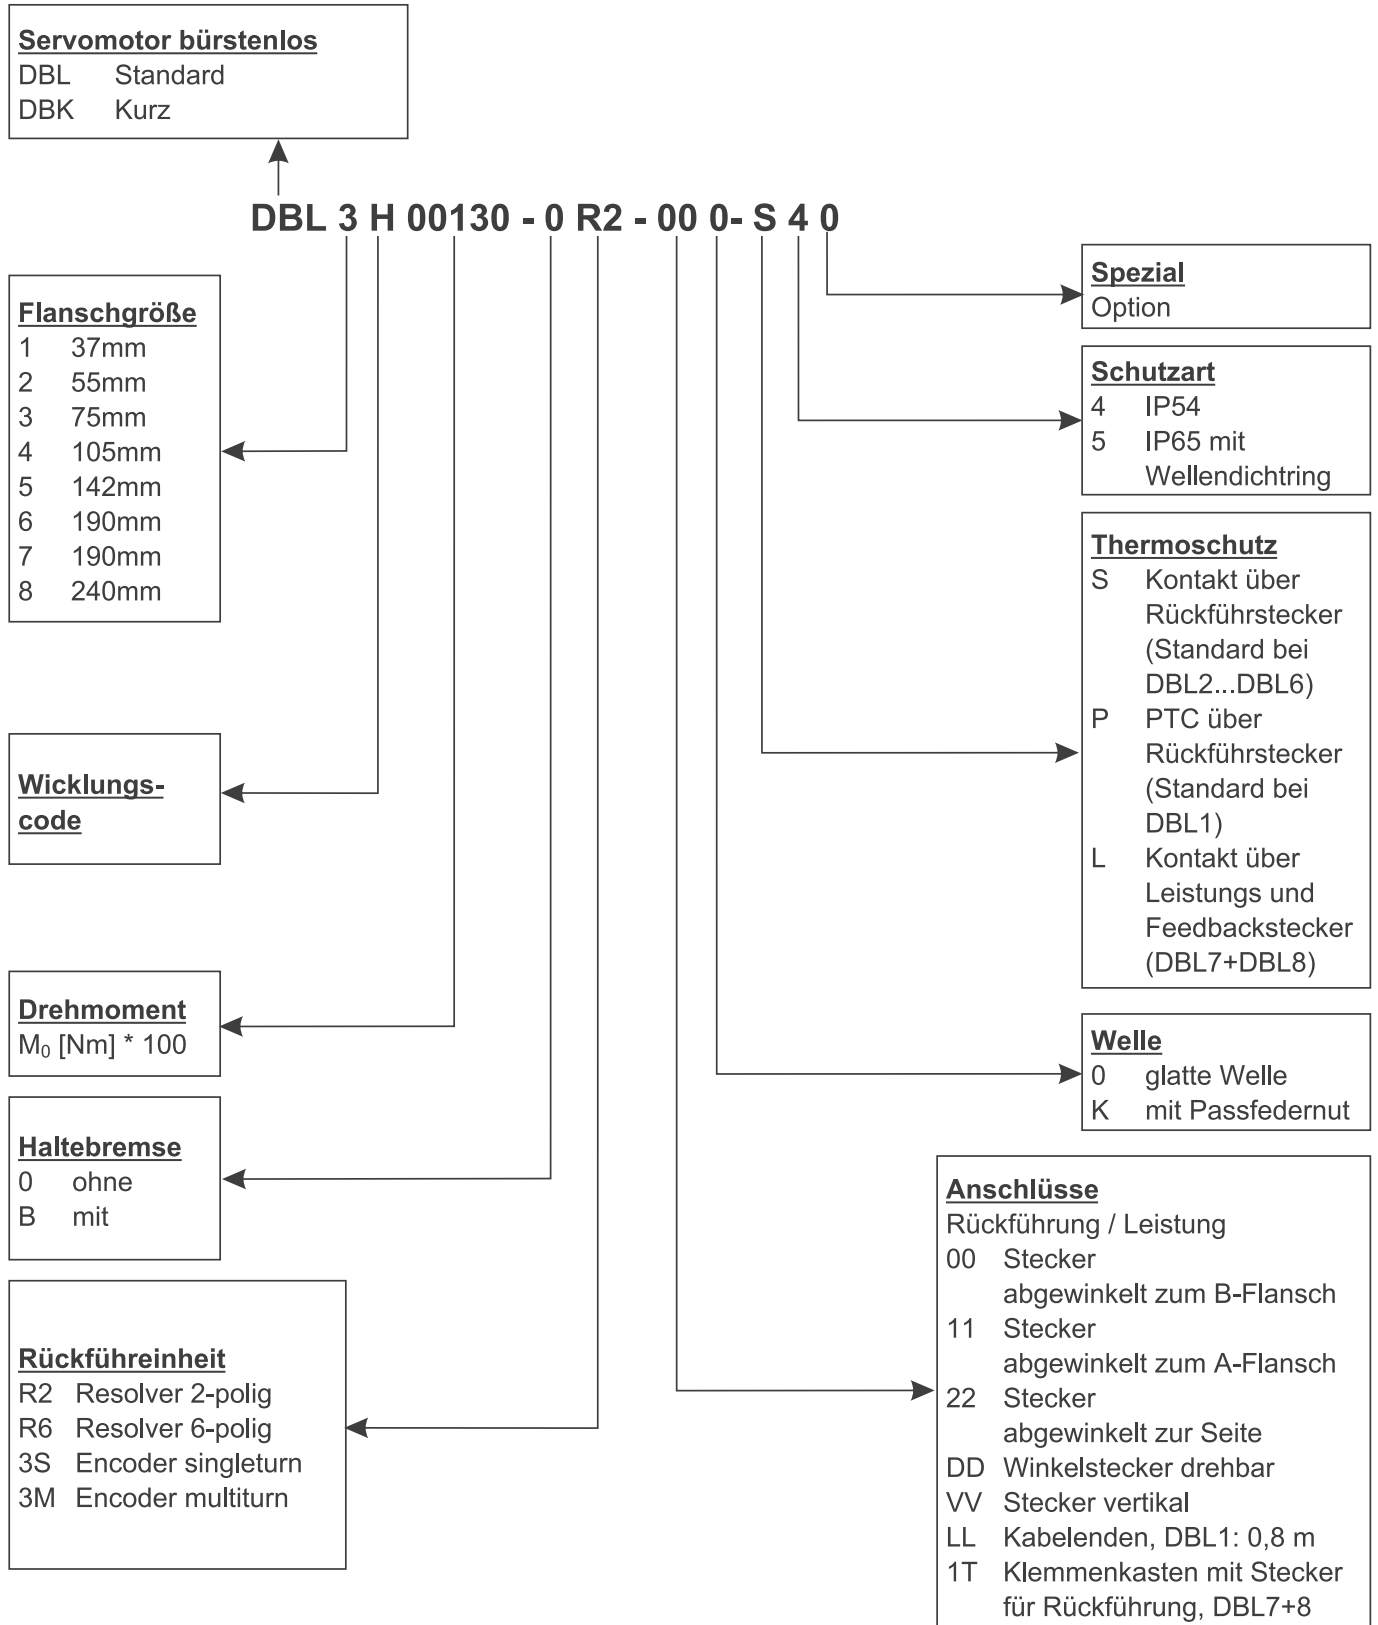 Servomotor bürstenlos
DBL Standard
DBK Kurz
DBL 3 H 00130 - 0 R2 - 00 0- S 4 0
Flanschgröße
1 37mm
2 55mm
3 75mm
4 105mm
5 142mm
6 190mm
7 190mm
8 240mm
Wicklungs-
code
Drehmoment
M₀ [Nm] * 100
Haltebremse
0 ohne
B mit
Rückführeinheit
R2 Resolver 2-polig
R6 Resolver 6-polig
3S Encoder singleturn
3M Encoder multiturn
Spezial
Option
Schutzart
4 IP54
5 IP65 mit
Wellendichtring
Thermoschutz
S Kontakt über
Rückführstecker
(Standard bei
DBL2...DBL6)
P PTC über
Rückführstecker
(Standard bei
DBL1)
L Kontakt über
Leistungs und
Feedbackstecker
(DBL7+DBL8)
Welle
0 glatte Welle
K mit Passfedernut
Anschlüsse
Rückführung / Leistung
00 Stecker
abgewinkelt zum B-Flansch
11 Stecker
abgewinkelt zum A-Flansch
22 Stecker
abgewinkelt zur Seite
DD Winkelstecker drehbar
VV Stecker vertikal
LL Kabelenden, DBL1: 0,8 m
1T Klemmenkasten mit Stecker
für Rückführung, DBL7+8